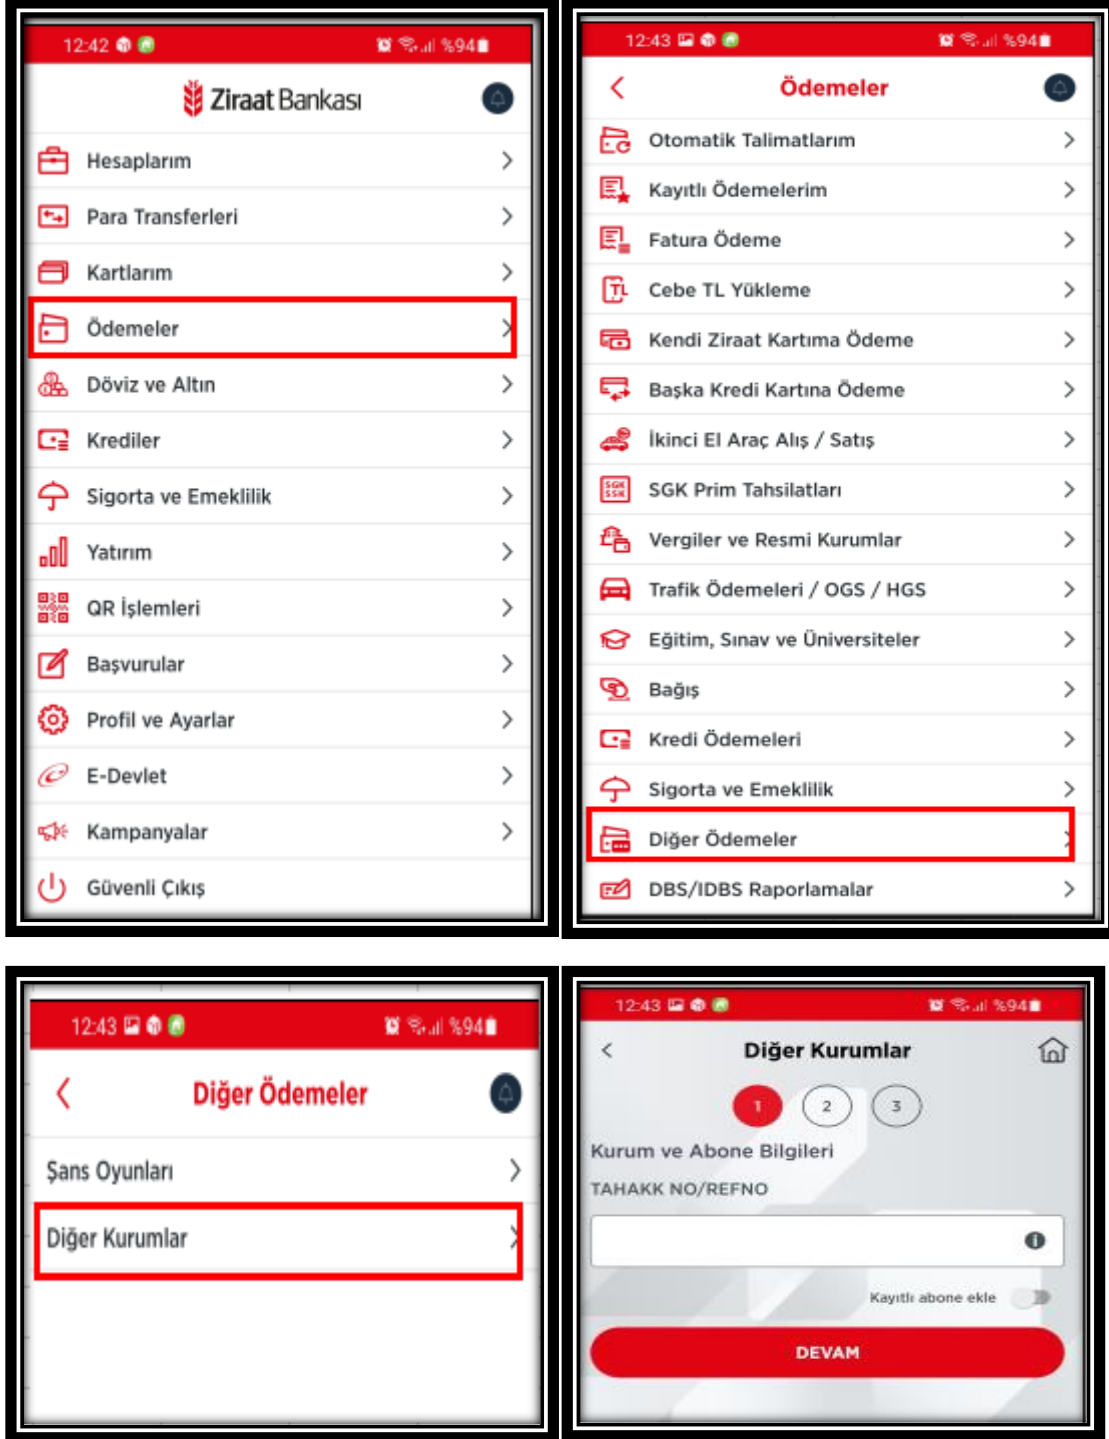 12:42
%94
Ziraat Bankası
Hesaplarım
Para Transferleri
Kartlarım
Ödemeler
Döviz ve Altın
Krediler
Sigorta ve Emeklilik
Yatırım
QR İşlemleri
Başvurular
Profil ve Ayarlar
E-Devlet
Kampanyalar
Güvenli Çıkış
12:43
%94
Ödemeler
Otomatik Talimatlarım
Kayıtlı Ödemelerim
Fatura Ödeme
TL Cebe TL Yükleme
Kendi Ziraat Kartıma Ödeme
Başka Kredi Kartına Ödeme
İkinci El Araç Alış / Satış
SGK
SSK
SGK Prim Tahsilatları
Vergiler ve Resmi Kurumlar
Trafik Ödemeleri / OGS / HGS
Eğitim, Sınav ve Üniversiteler
Bağış
Kredi Ödemeleri
Sigorta ve Emeklilik
Diğer Ödemeler
DBS/IDBS Raporlamalar
12:43
%94
Diğer Ödemeler
Şans Oyunları
Diğer Kurumlar
12:43
%94
Diğer Kurumlar
1 2 3
Kurum ve Abone Bilgileri
TAHAKK NO/REFNO
Kayıtlı abone ekle
DEVAM